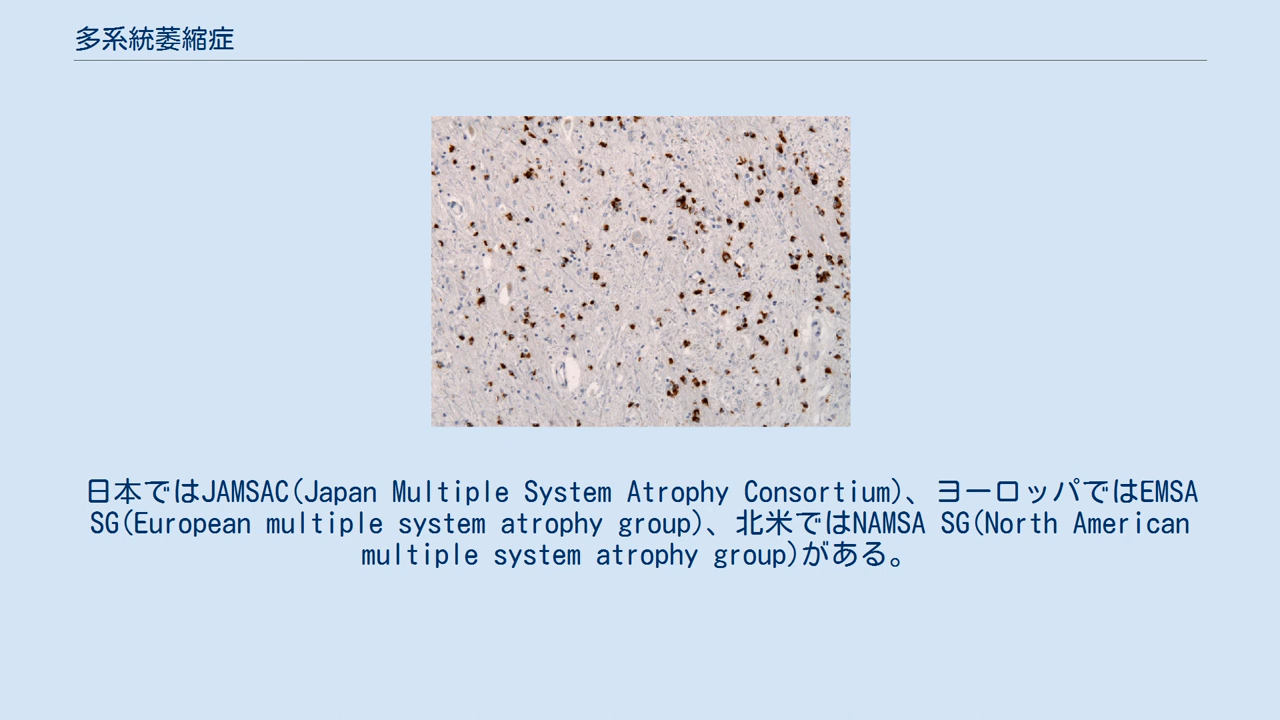 多系統萎縮症
日本ではJAMSAC(Japan Multiple System Atrophy Consortium)、ヨーロッパではEMSA
SG(European multiple system atrophy group)、北米ではNAMSA SG(North American
multiple system atrophy group)がある。